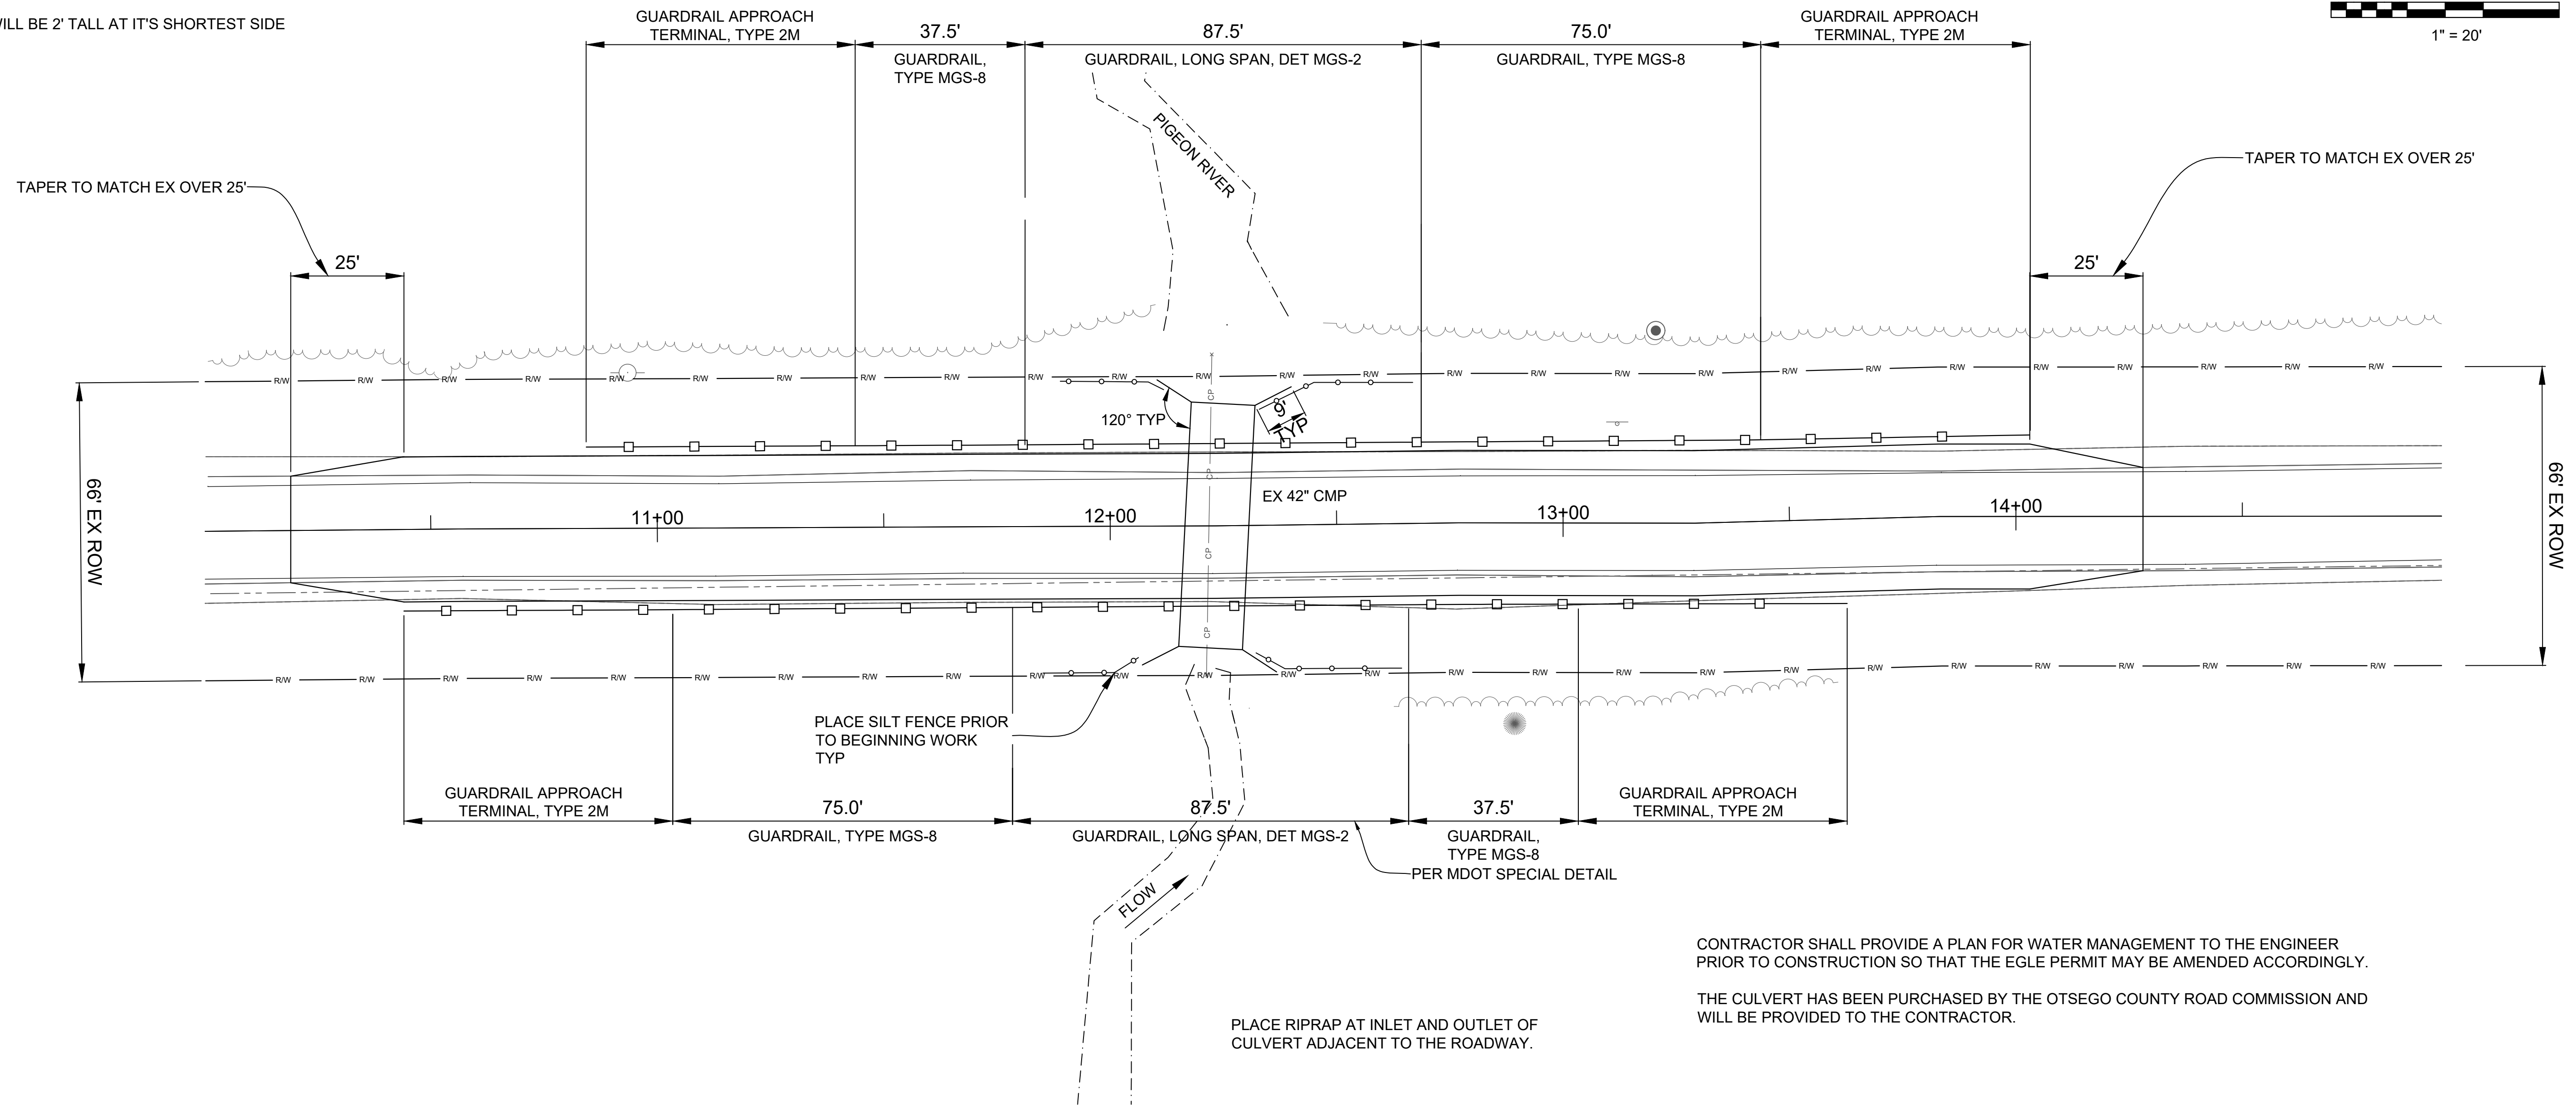 WILL BE 2' TALL AT IT'S SHORTEST SIDE
GUARDRAIL APPROACH
TERMINAL, TYPE 2M
37.5'
GUARDRAIL,
TYPE MGS-8
87.5'
GUARDRAIL, LONG SPAN, DET MGS-2
75.0'
GUARDRAIL, TYPE MGS-8
GUARDRAIL APPROACH
TERMINAL, TYPE 2M
1" = 20'
PIGEON RIVER
TAPER TO MATCH EX OVER 25'
TAPER TO MATCH EX OVER 25'
25'
25'
R/W R/W R/W R/W R/W R/W R/W R/W R/W R/W R/W R/W R/W R/W R/W R/W R/W R/W R/W R/W R/W R/W R/W R/W R/W R/W
CP
120° TYP
9'
TYP
66' EX ROW
CP
EX 42" CMP
11+00
12+00
13+00
14+00
66' EX ROW
CP
CP
R/W R/W R/W R/W R/W R/W R/W R/W R/W R/W R/W R/W R/W R/W R/W R/W R/W R/W R/W R/W R/W R/W R/W R/W R/W R/W
PLACE SILT FENCE PRIOR
TO BEGINNING WORK
TYP
GUARDRAIL APPROACH
TERMINAL, TYPE 2M
75.0'
GUARDRAIL, TYPE MGS-8
87.5'
GUARDRAIL, LONG SPAN, DET MGS-2
37.5'
GUARDRAIL,
TYPE MGS-8
GUARDRAIL APPROACH
TERMINAL, TYPE 2M
PER MDOT SPECIAL DETAIL
FLOW
CONTRACTOR SHALL PROVIDE A PLAN FOR WATER MANAGEMENT TO THE ENGINEER
PRIOR TO CONSTRUCTION SO THAT THE EGLE PERMIT MAY BE AMENDED ACCORDINGLY.
THE CULVERT HAS BEEN PURCHASED BY THE OTSEGO COUNTY ROAD COMMISSION AND
WILL BE PROVIDED TO THE CONTRACTOR.
PLACE RIPRAP AT INLET AND OUTLET OF
CULVERT ADJACENT TO THE ROADWAY.